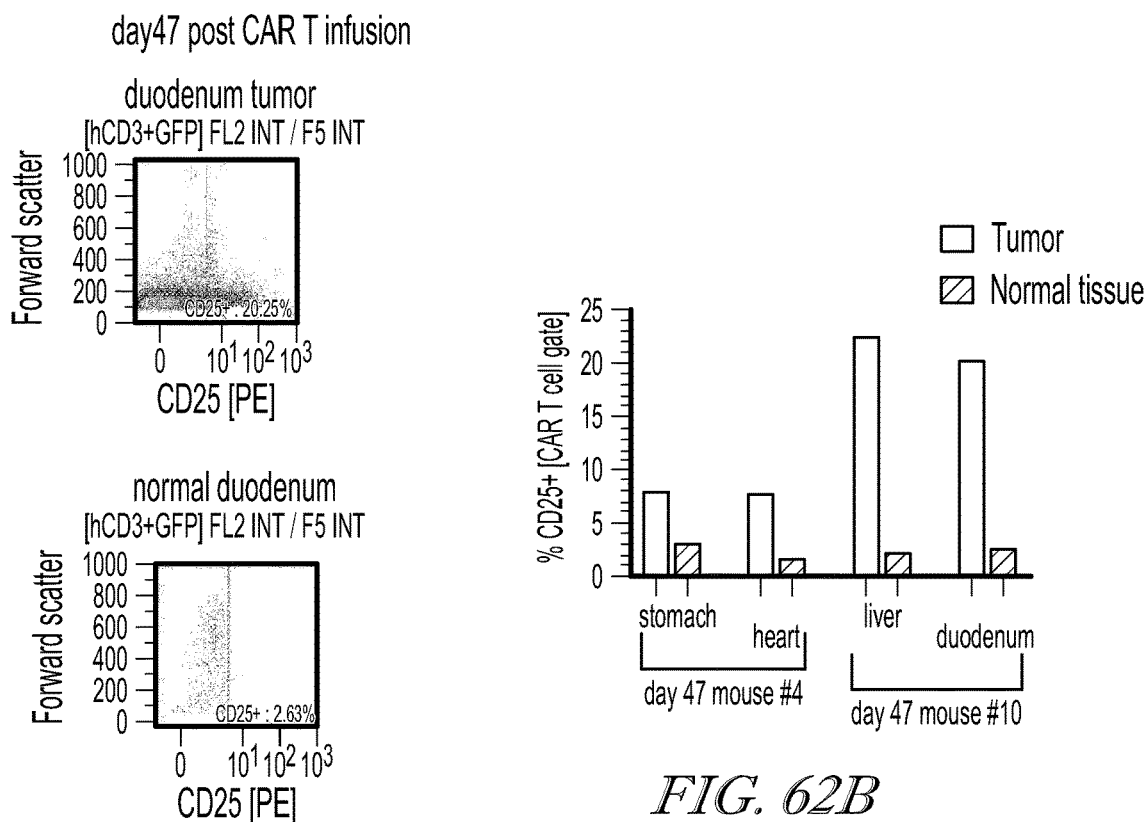 day47 post CAR T infusion
duodenum tumor
[hCD3+GFP] FL2 INT / F5 INT
Forward scatter
1000
800
600
400
200
0
CD25+ : 20.25%
0 10¹ 10² 10³
CD25 [PE]
normal duodenum
[hCD3+GFP] FL2 INT / F5 INT
Forward scatter
1000
800
600
400
200
0
CD25+ : 2.63%
0 10¹ 10² 10³
CD25 [PE]
Tumor
Normal tissue
% CD25+ [CAR T cell gate]
25
20
15
10
5
0
stomach heart liver duodenum
day 47 mouse #4 day 47 mouse #10
FIG. 62B